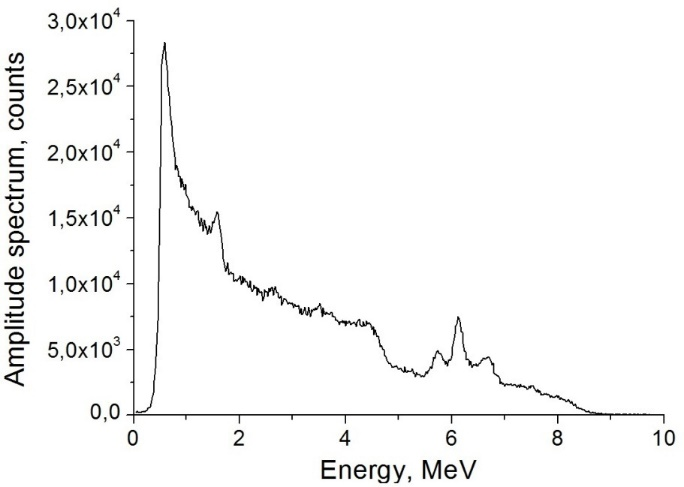 3,0x10⁴
2,5x10⁴
2,0x10⁴
1,5x10⁴
1,0x10⁴
5,0x10³
0,0
0 2 4 6 8 10
Energy, MeV
Amplitude spectrum, counts